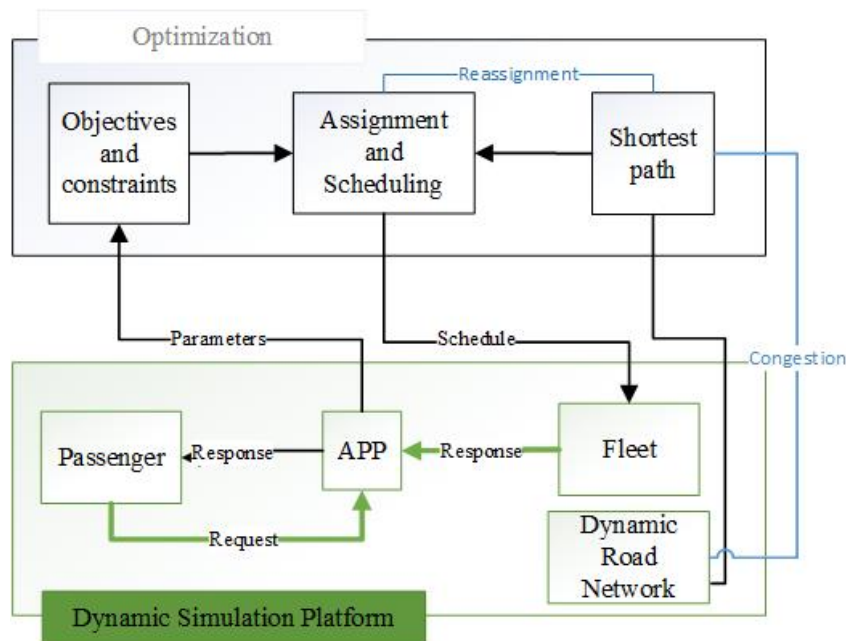 Optimization
Reassignment
Objectives
and
constraints
Assignment
and
Scheduling
Shortest
path
Parameters
Schedule
Congestion
Passenger
Response
APP
Response
Fleet
Request
Dynamic
Road
Network
Dynamic Simulation Platform